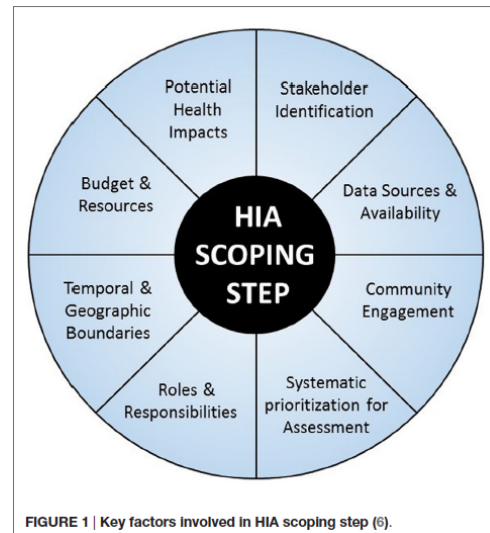 Potential
Health
Impacts
Stakeholder
Identification
Data Sources &
Availability
Community
Engagement
Systematic
prioritization for
Assessment
Roles &
Responsibilities
Temporal &
Geographic
Boundaries
Budget &
Resources
HIA
SCOPING
STEP
FIGURE 1 | Key factors involved in HIA scoping step (6).